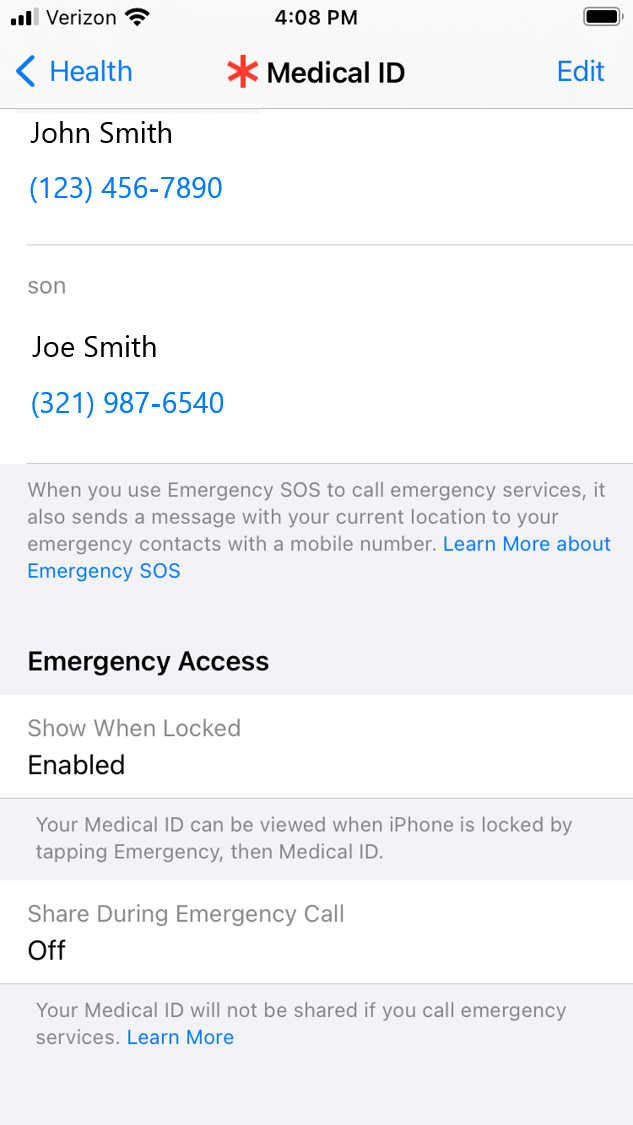 Verizon 4:08 PM
Health Medical ID Edit
John Smith
(123) 456-7890
son
Joe Smith
(321) 987-6540
When you use Emergency SOS to call emergency services, it
also sends a message with your current location to your
emergency contacts with a mobile number. Learn More about
Emergency SOS
Emergency Access
Show When Locked
Enabled
Your Medical ID can be viewed when iPhone is locked by
tapping Emergency, then Medical ID.
Share During Emergency Call
Off
Your Medical ID will not be shared if you call emergency
services. Learn More